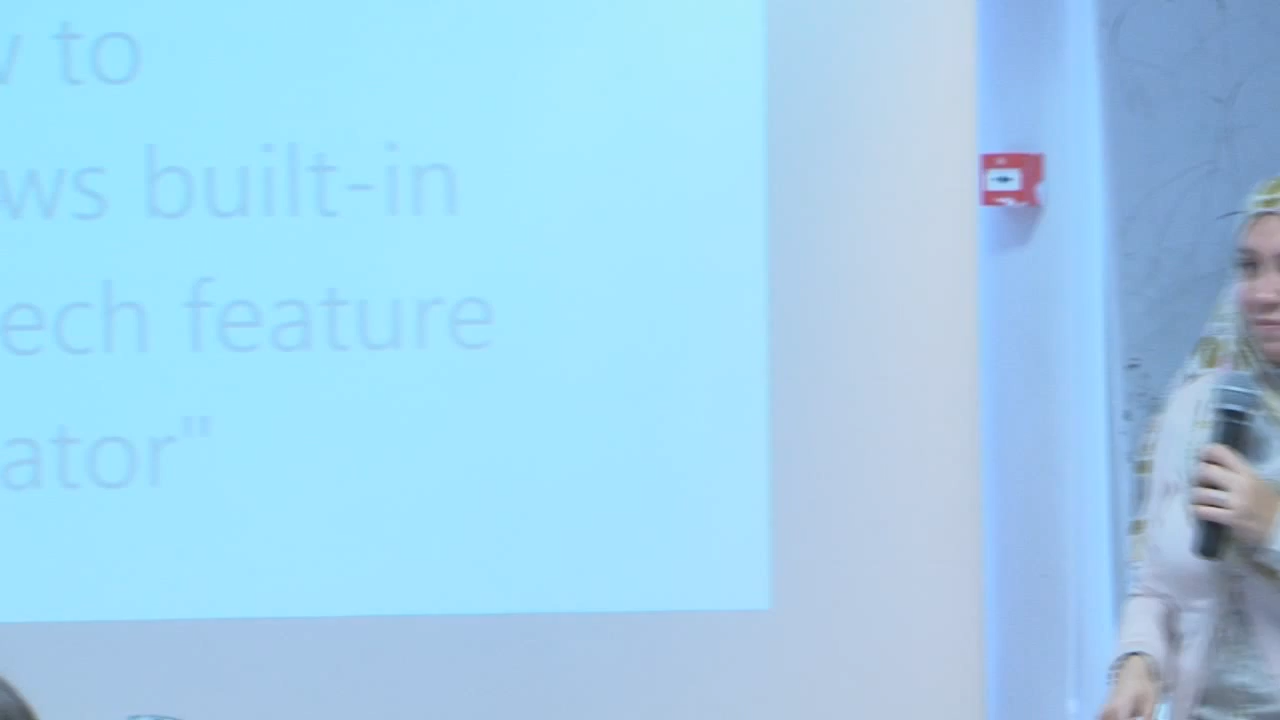 to
ws built-in
ech feature
ator"